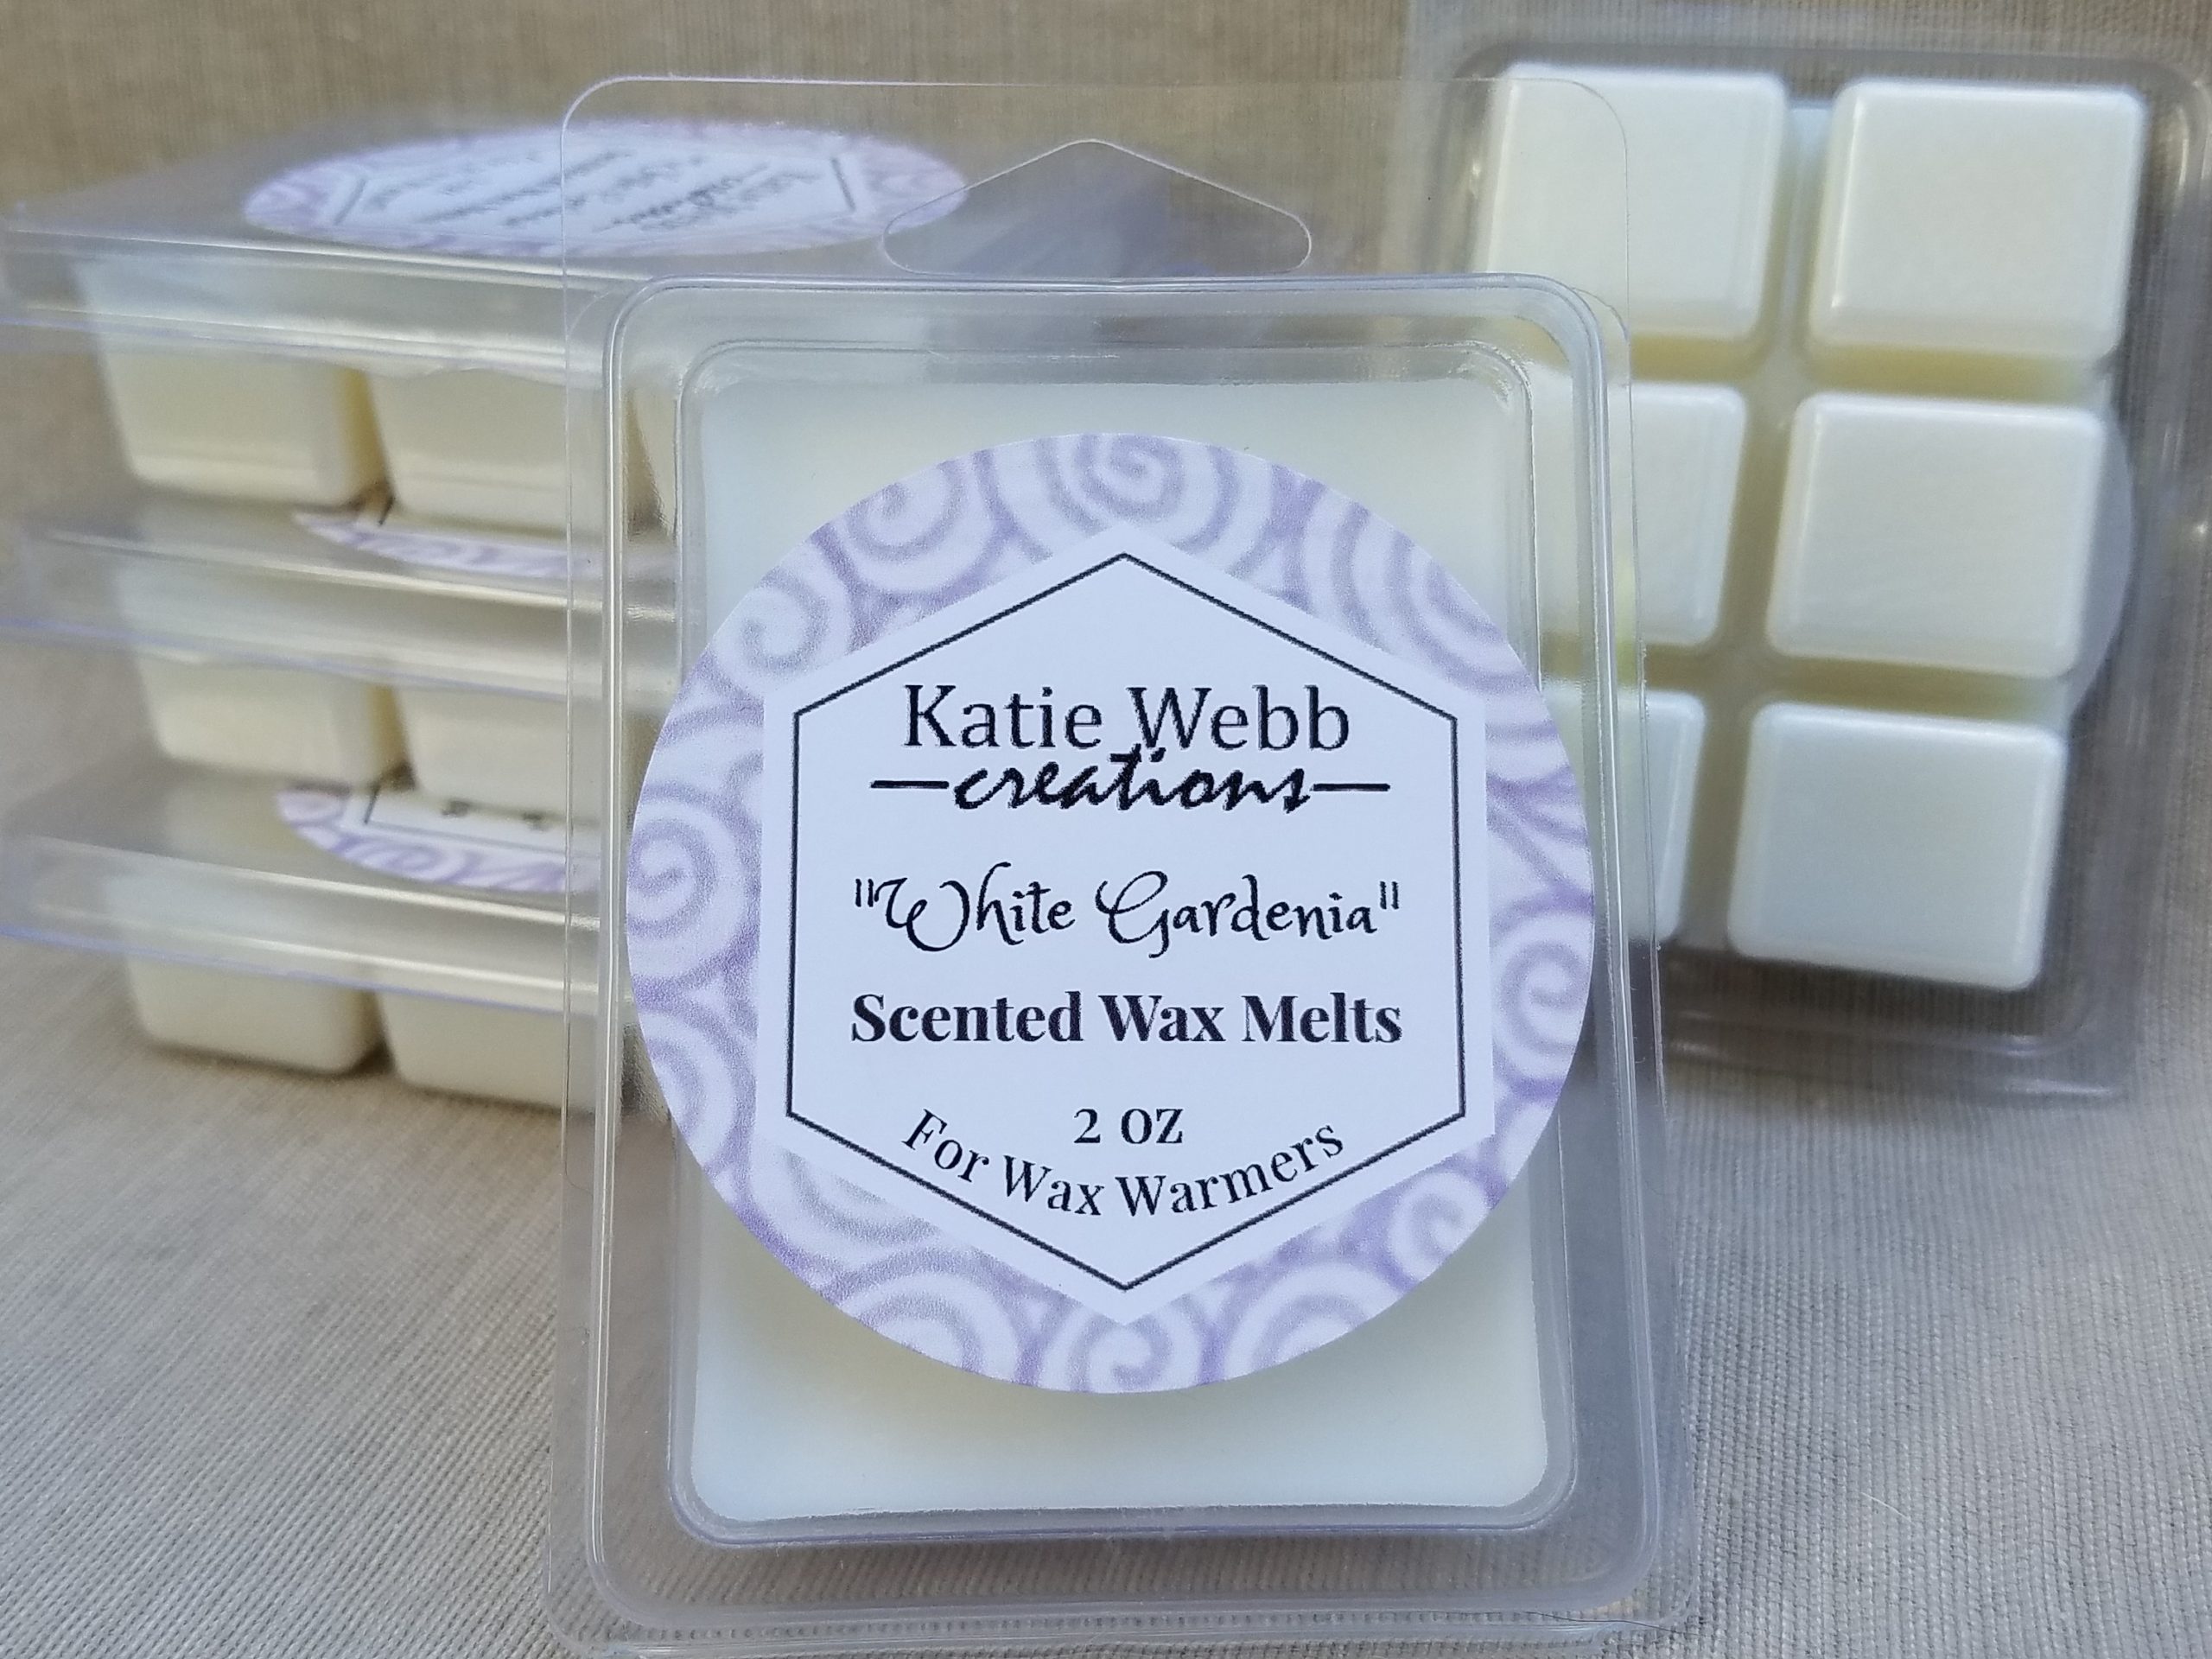 Katie Webb
creations
"White Gardenia"
Scented Wax Melts
2 OZ
For Wax Warmers